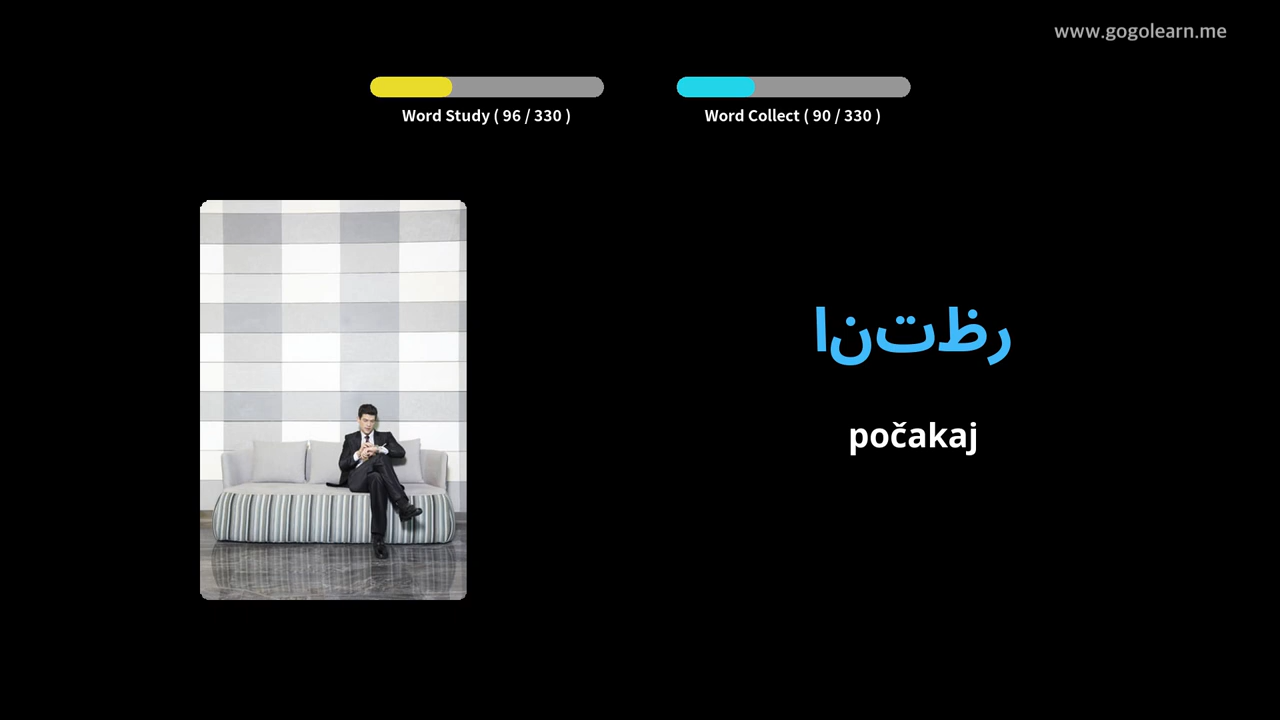 www.gogolearn.me
Word Study ( 96 / 330 )
Word Collect ( 90 / 330 )
انتظر
počakaj